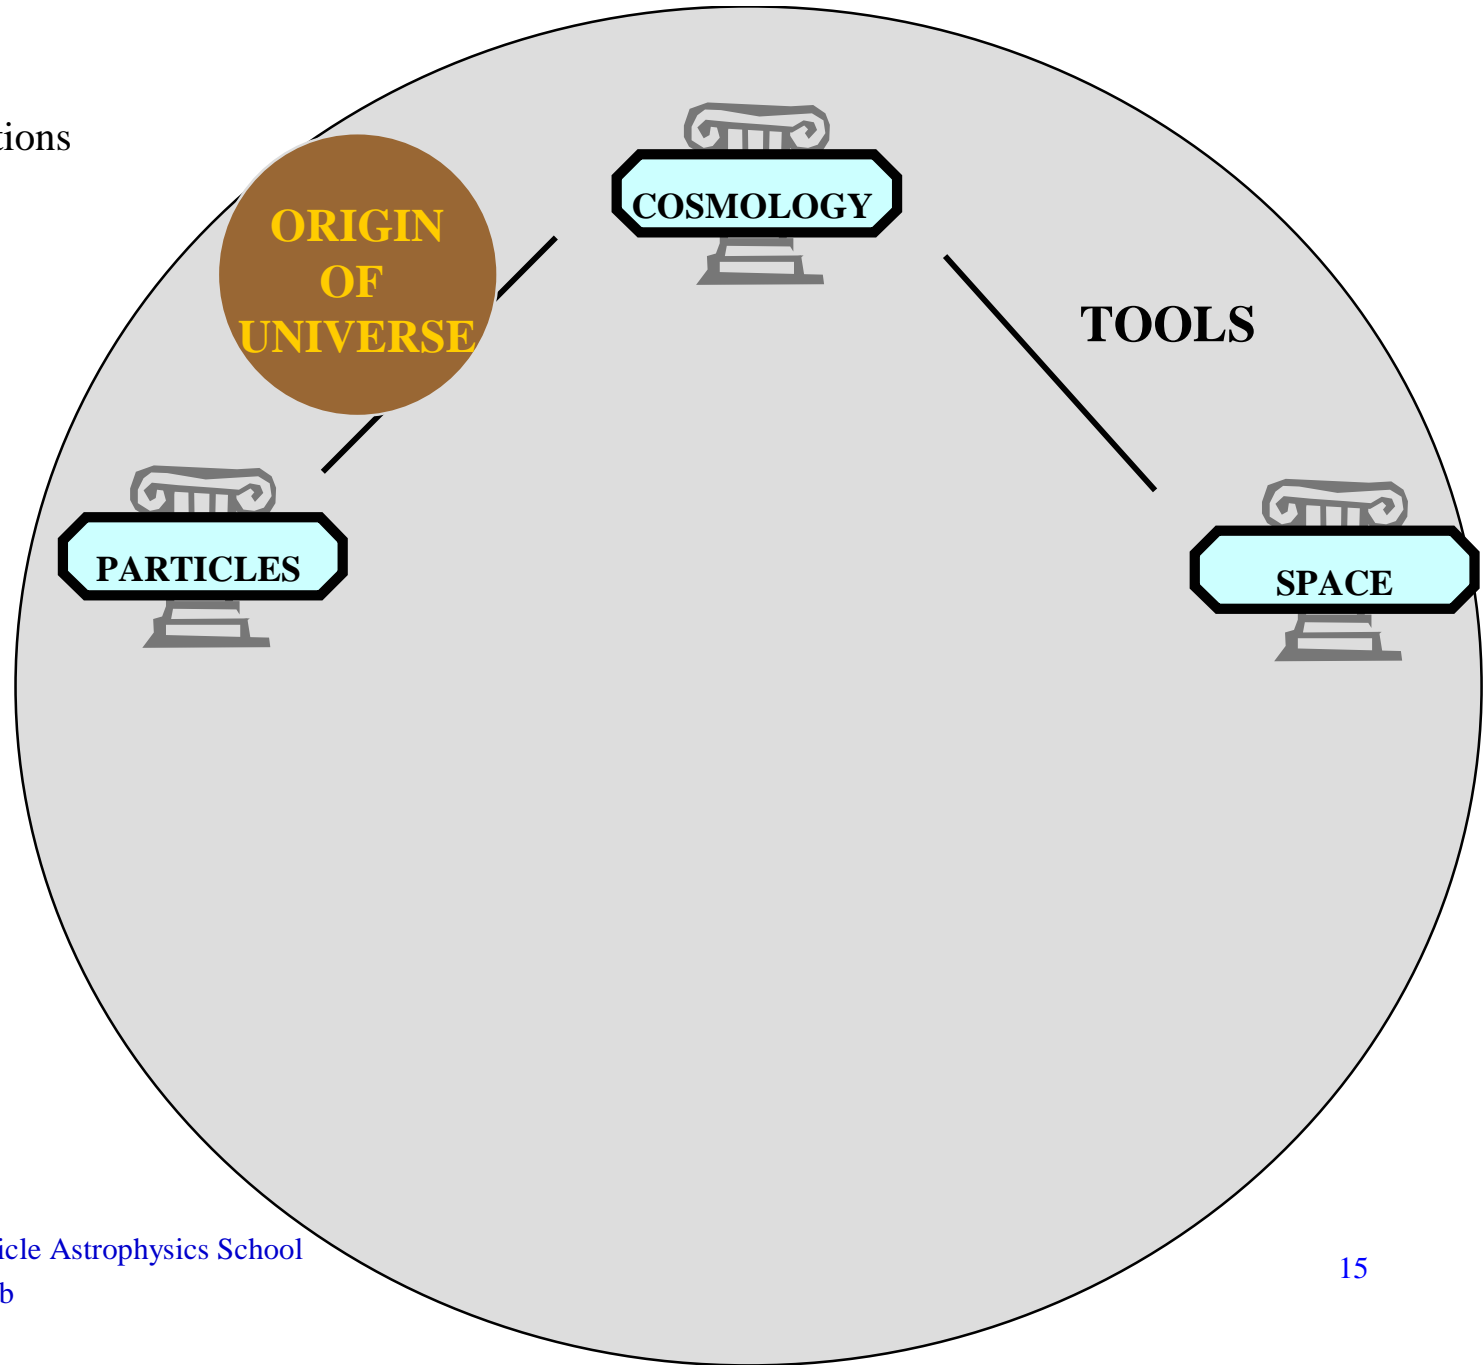 tions
COSMOLOGY
ORIGIN
OF
UNIVERSE
TOOLS
PARTICLES
SPACE
icle Astrophysics School
b
15